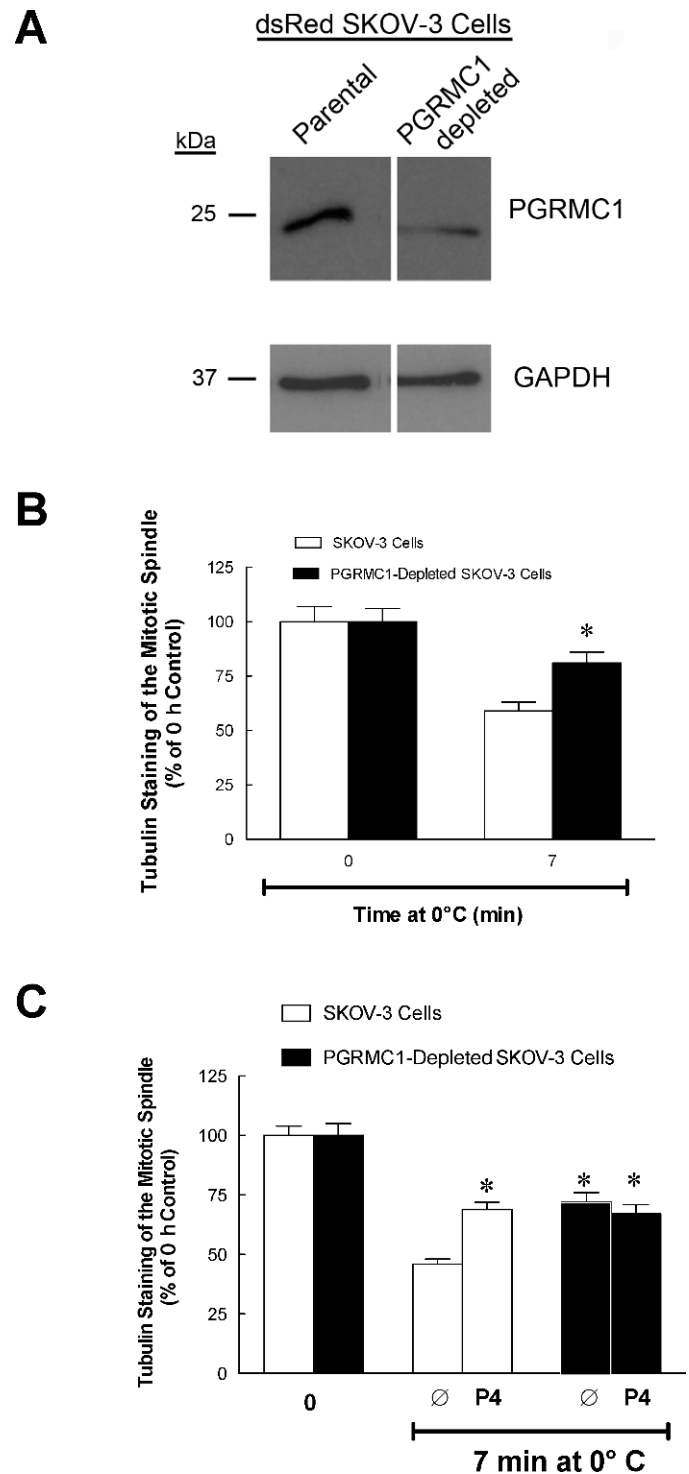 A
dsRed SKOV-3 Cells
Parental
PGRMC1
depleted
kDa
25
PGRMC1
37
GAPDH
B
Tubulin Staining of the Mitotic Spindle
(% of 0 h Control)
SKOV-3 Cells
PGRMC1-Depleted SKOV-3 Cells
125
100
75
50
25
0
*
0
7
Time at 0°C (min)
C
Tubulin Staining of the Mitotic Spindle
(% of 0 h Control)
SKOV-3 Cells
PGRMC1-Depleted SKOV-3 Cells
125
100
75
50
25
0
* * *
0
∅ P4 ∅ P4
7 min at 0° C